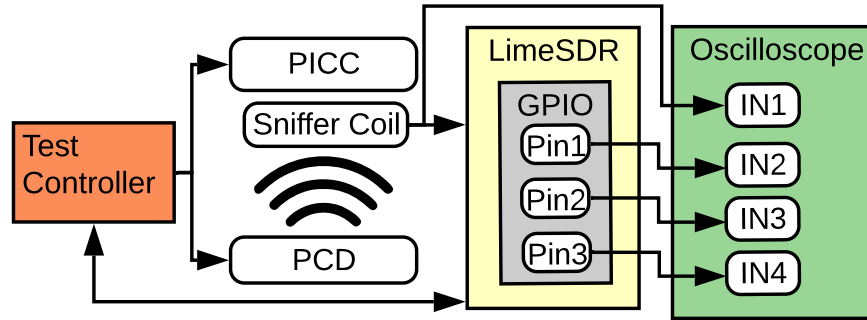 Test
Controller
PICC
Sniffer Coil
PCD
LimeSDR
GPIO
Pin1
Pin2
Pin3
Oscilloscope
IN1
IN2
IN3
IN4